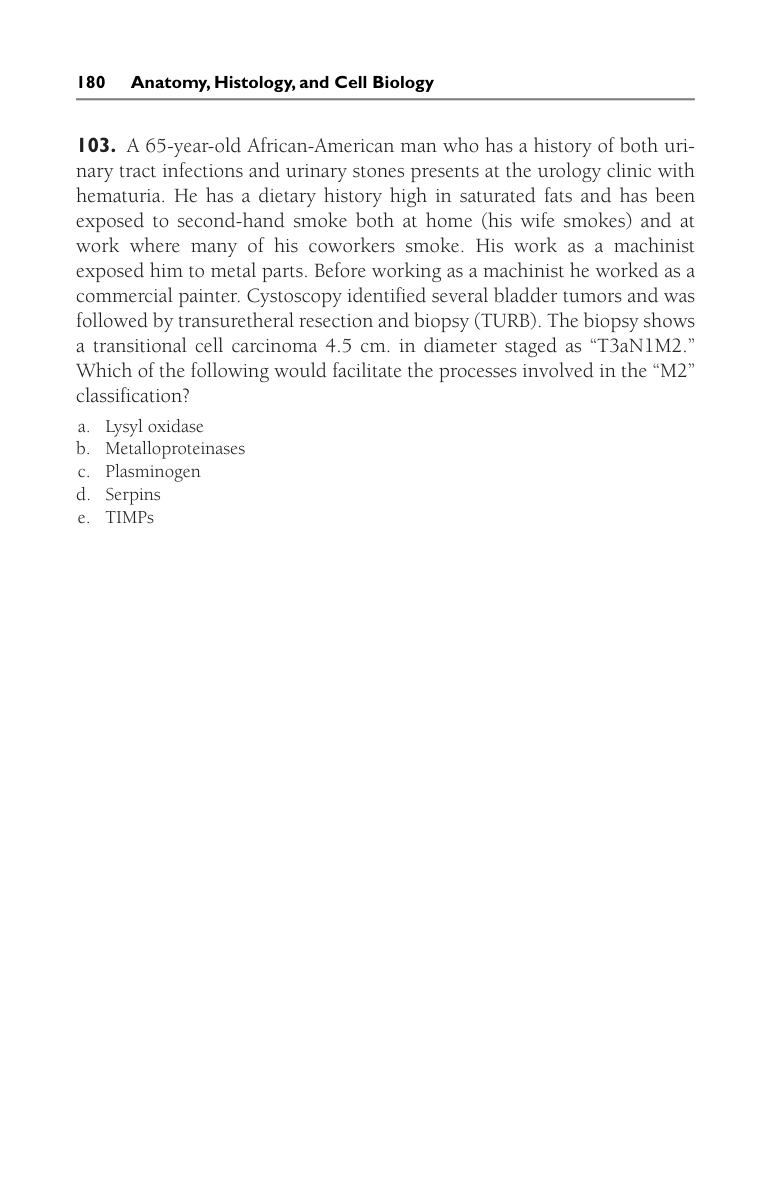 180 Anatomy, Histology, and Cell Biology
103. A 65-year-old African-American man who has a history of both uri-
nary tract infections and urinary stones presents at the urology clinic with
hematuria. He has a dietary history high in saturated fats and has been
exposed to second-hand smoke both at home (his wife smokes) and at
work where many of his coworkers smoke. His work as a machinist
exposed him to metal parts. Before working as a machinist he worked as a
commercial painter. Cystoscopy identified several bladder tumors and was
followed by transuretheral resection and biopsy (TURB). The biopsy shows
a transitional cell carcinoma 4.5 cm. in diameter staged as “T3aN1M2.”
Which of the following would facilitate the processes involved in the “M2”
classification?
a. Lysyl oxidase
b. Metalloproteinases
c. Plasminogen
d. Serpins
e. TIMPs